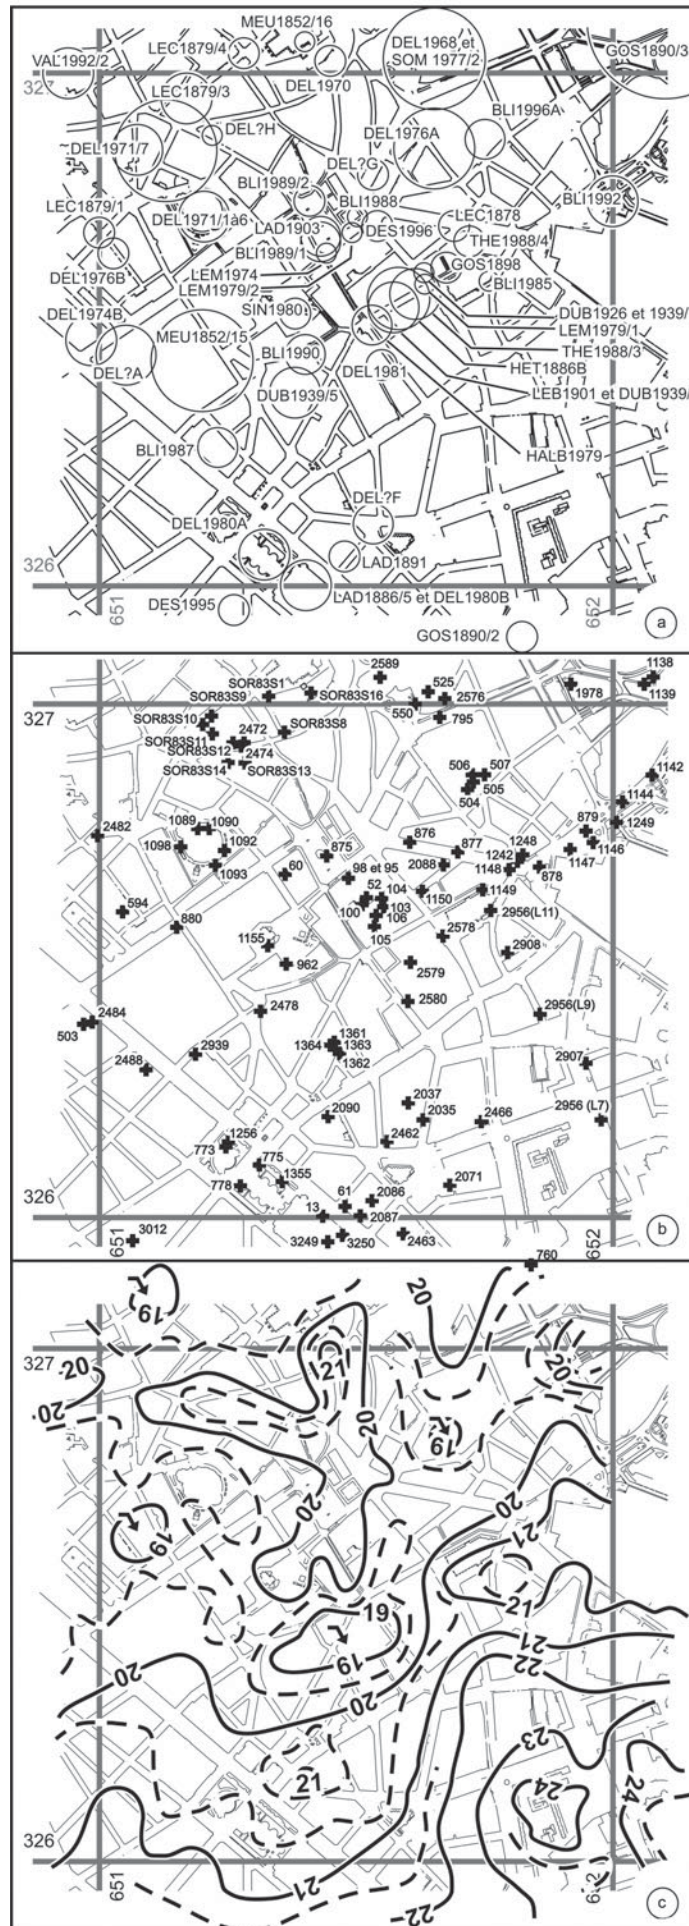 MEU1852/16
VAL1992/2
LEC1879/4
DEL1968 et
SOM 1977/2
GOS1890/3
327
DEL1970
LEC1879/3
BLI1996A
DEL?H
DEL1976A
DEL1971/7
DEL?G
BLI1989/2
BLI1988
BLI1992
LEC1879/1
DEL1971/1à6
LAD1903
DES1996
LEC1878
THE1988/4
BLI1989/1
DEL1976B
LEM1974
GOS1898
LEM1979/2
BLI1985
DEL1974B
SIN1980
MEU1852/15
DUB1926 et 1939/
LEM1979/1
BLI1990
THE1988/3
DEL?A
DEL1981
HET1886B
DUB1939/5
LEB1901 et DUB1939/
BLI1987
HALB1979
DEL?F
DEL1980A
LAD1891
326
LAD1886/5 et DEL1980B
DES1995
651
652
GOS1890/2
a
2589
1138
SOR83S1
525
SOR83S9
SOR83S16
2576
1978
1139
327
550
SOR83S10
SOR83S8
795
SOR83S11
2472
SOR83S12
2474
SOR83S14
SOR83S13
506
507
1142
505
504
1144
1089
1090
879
1249
2482
1098
1092
875
876
877
1248
1242
1146
1093
60
98 et 95
2088
1148
878
1147
52
104
1150
1149
594
100
103
880
106
2956(L11)
105
1155
2578
962
2579
2908
2478
2580
2956(L9)
2484
503
1361
1364
1363
2939
1362
2488
2907
2037
2090
2035
2466
2956 (L7)
1256
2462
773
775
1355
778
2071
61
2086
326
13
2087
651
652
3012
3249
3250
2463
b
760
19
20
327
21
20
20
20
20
19
19
20
20
21
19
21
19
21
20
20
22
23
21
24
24
326
21
651
652
22
c